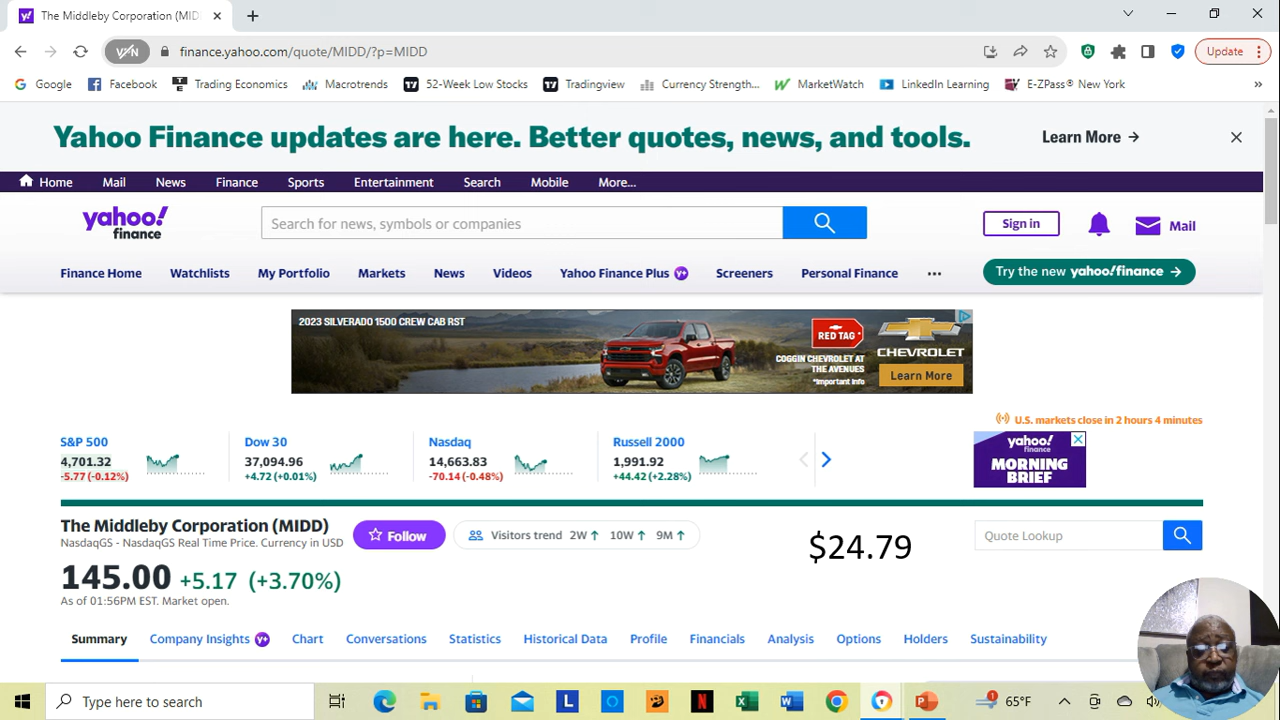 The Middleby Corporation (MID
finance.yahoo.com/quote/MIDD/?p=MIDD
Update
Google Facebook Trading Economics Macrotrends 52-Week Low Stocks Tradingview Currency Strength... MarketWatch LinkedIn Learning E-ZPass® New York »
Yahoo Finance updates are here. Better quotes, news, and tools. Learn More →
Home Mail News Finance Sports Entertainment Search Mobile More...
yahoo! finance
Search for news, symbols or companies
Sign in
Mail
Finance Home Watchlists My Portfolio Markets News Videos Yahoo Finance Plus Y+ Screeners Personal Finance ...
Try the new yahoo!finance →
2023 SILVERADO 1500 CREW CAB RST
RED TAG
COGGIN CHEVROLET AT
THE AVENUES
*Important Info
CHEVROLET
Learn More
U.S. markets close in 2 hours 4 minutes
S&P 500 Dow 30 Nasdaq Russell 2000
4,701.32 37,094.96 14,663.83 1,991.92
-5.77 (-0.12%) +4.72 (+0.01%) -70.14 (-0.48%) +44.42 (+2.28%)
yahoo!
finance
MORNING
BRIEF
The Middleby Corporation (MIDD)
NasdaqGS - NasdaqGS Real Time Price. Currency in USD
Follow
Visitors trend 2W↑ 10W↑ 9M↑
$24.79
Quote Lookup
145.00 +5.17 (+3.70%)
As of 01:56PM EST. Market open.
Summary Company Insights Y+ Chart Conversations Statistics Historical Data Profile Financials Analysis Options Holders Sustainability
Type here to search
L
N
65°F